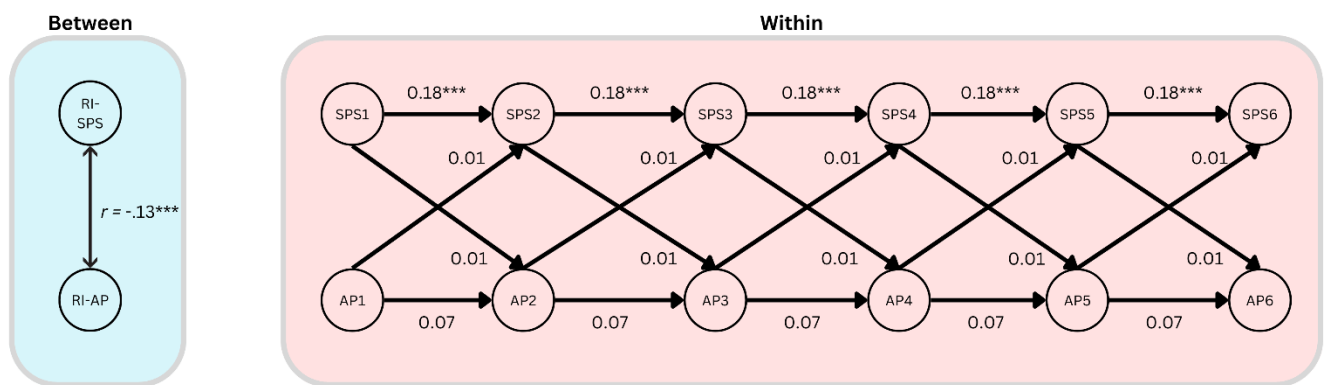 Between
Within
RI-
SPS
r = -.13***
RI-AP
0.18*** 0.18*** 0.18*** 0.18*** 0.18***
SPS1 SPS2 SPS3 SPS4 SPS5 SPS6
0.01 0.01 0.01 0.01 0.01
0.01 0.01 0.01 0.01 0.01
AP1 AP2 AP3 AP4 AP5 AP6
0.07 0.07 0.07 0.07 0.07